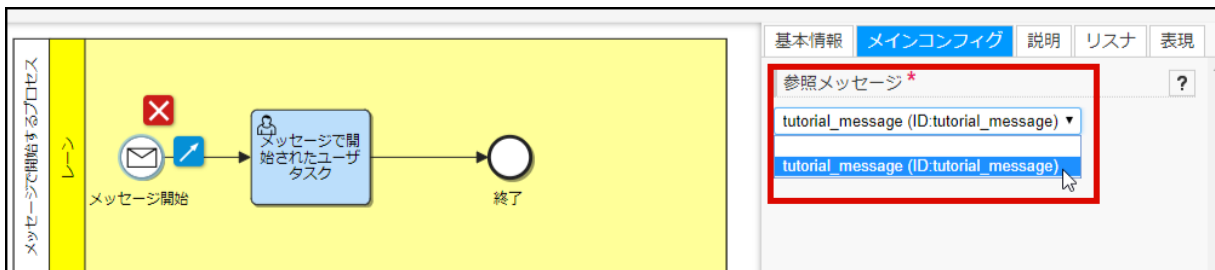 メッセージで開始するプロセス
レーン
メッセージ開始
メッセージで開
始されたユーザ
タスク
終了
基本情報 メインコンフィグ 説明 リスナ 表現
参照メッセージ * ?
tutorial_message (ID:tutorial_message) ▼
tutorial_message (ID:tutorial_message)